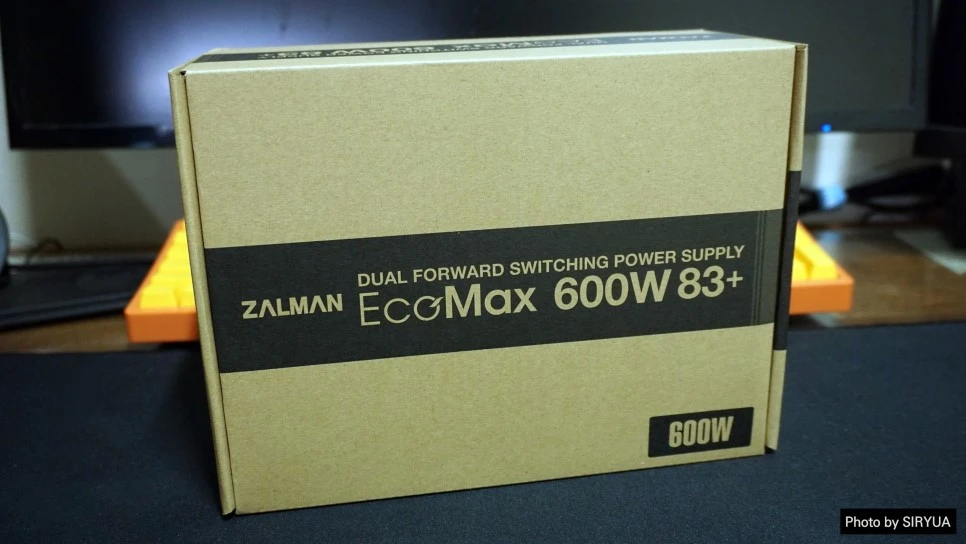 ZALMAN
DUAL FORWARD SWITCHING POWER SUPPLY
EcoMax 600W 83+
600W
Photo by SIRYUA